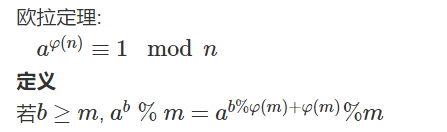 欧拉定理:
a^φ(n) ≡ 1 mod n
定义
若b ≥ m, a^b % m = a^(b%φ(m)+φ(m)) %m